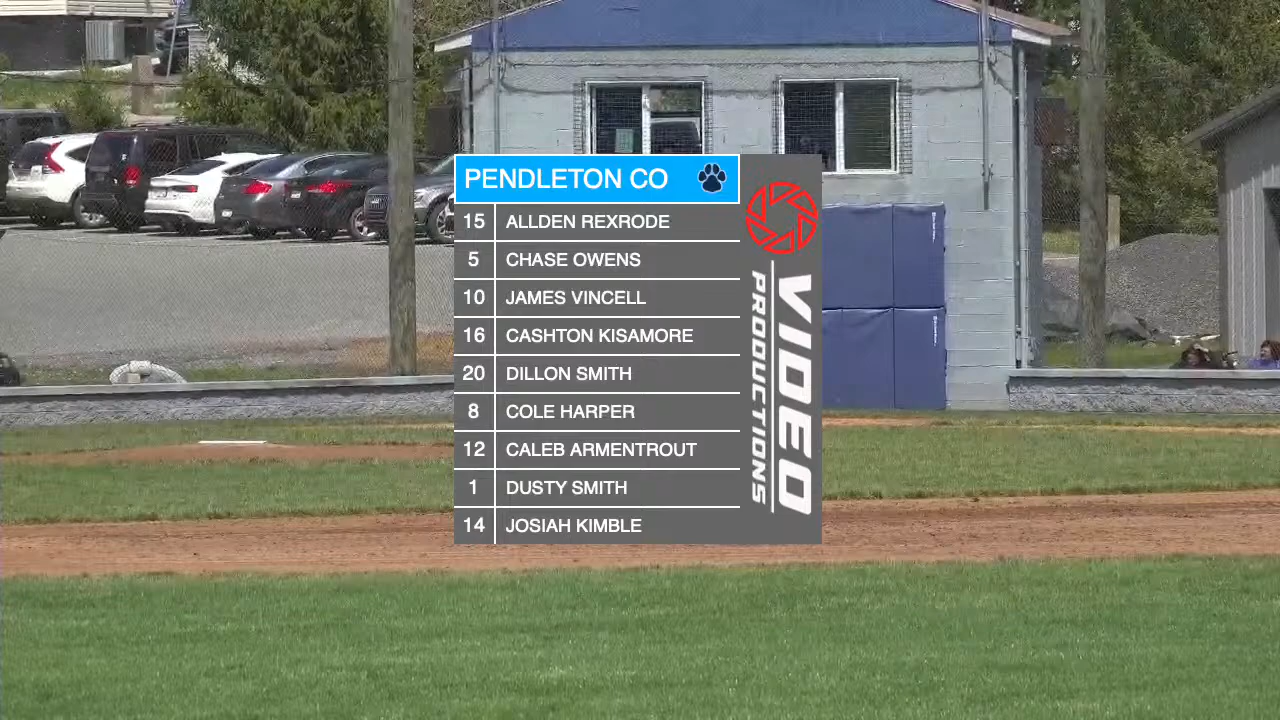 PENDLETON CO
15 ALLDEN REXRODE
5 CHASE OWENS
10 JAMES VINCELL
16 CASHTON KISAMORE
20 DILLON SMITH
8 COLE HARPER
12 CALEB ARMENTROUT
1 DUSTY SMITH
14 JOSIAH KIMBLE
VIDEO
PRODUCTIONS